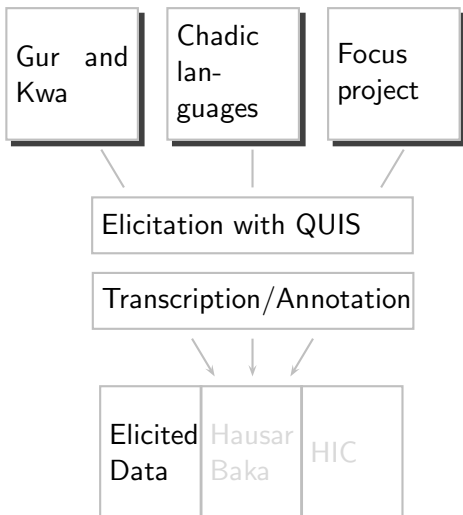 Gur and
Kwa
Chadic
lan-
guages
Focus
project
Elicitation with QUIS
Transcription/Annotation
Elicited
Data
Hausar
Baka
HIC